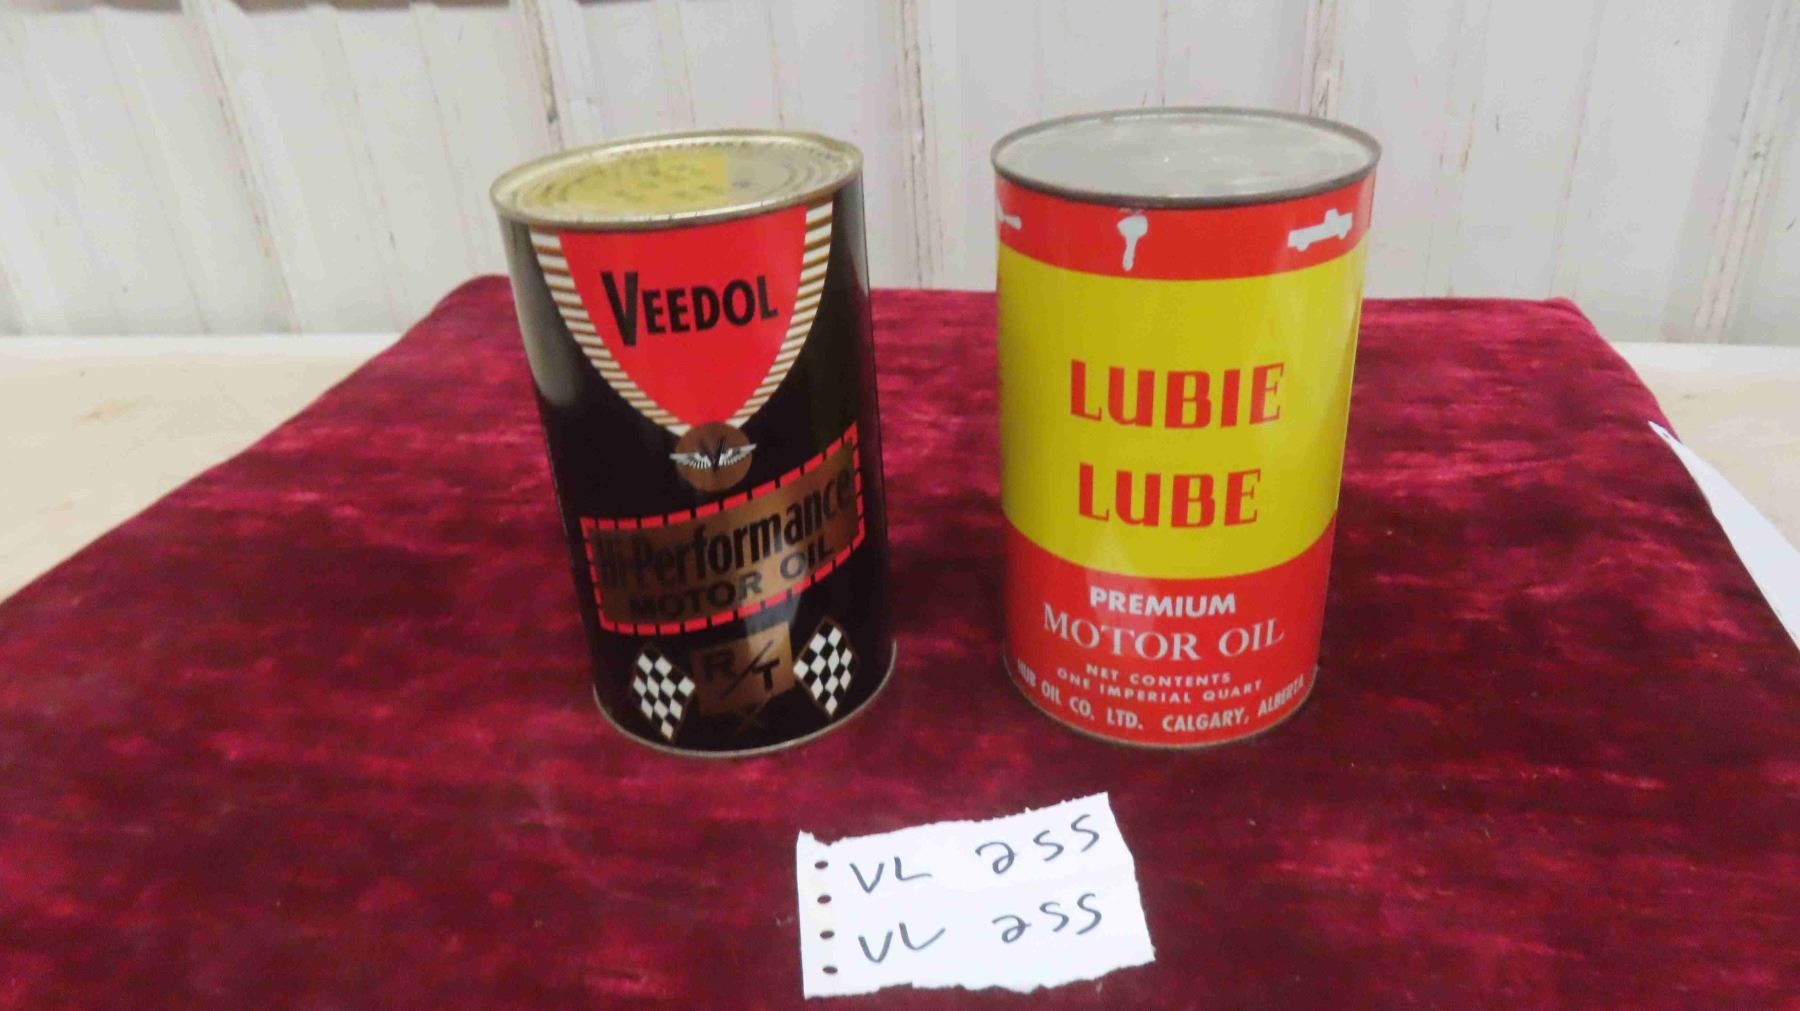 VEEDOL
V
Hi-Performance
MOTOR OIL
R/T
X
LUBIE
LUBE
PREMIUM
MOTOR OIL
NET CONTENTS
ONE IMPERIAL QUART
OIL CO. LTD. CALGARY, ALBERTA
VL 255
VL 255